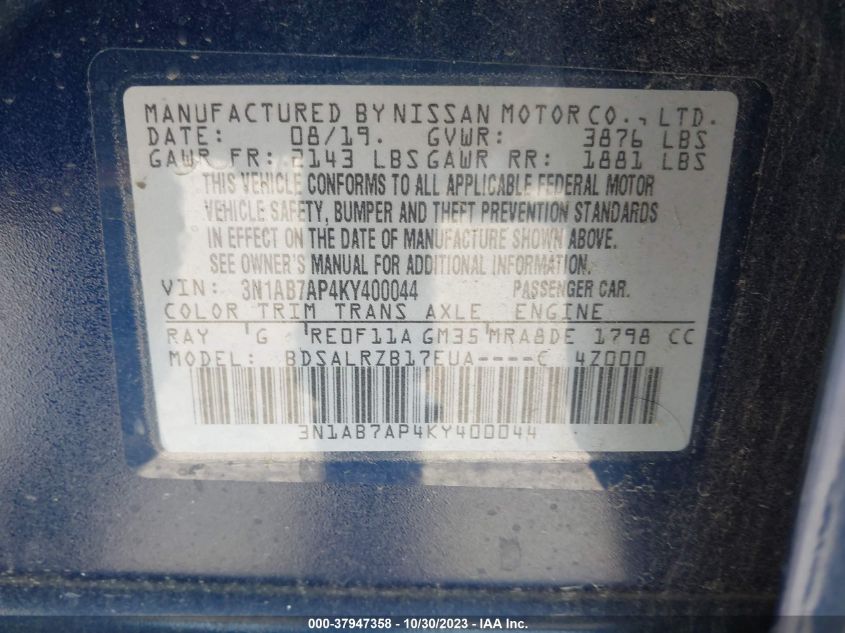 MANUFACTURED BY NISSAN MOTOR CO., LTD.
DATE: 08/19. GVWR: 3876 LBS
GAWR FR: 2143 LBS GAWR RR: 1881 LBS
THIS VEHICLE CONFORMS TO ALL APPLICABLE FEDERAL MOTOR
VEHICLE SAFETY, BUMPER AND THEFT PREVENTION STANDARDS
IN EFFECT ON THE DATE OF MANUFACTURE SHOWN ABOVE.
SEE OWNER'S MANUAL FOR ADDITIONAL INFORMATION.
VIN: 3N1AB7AP4KY400044 PASSENGER CAR.
COLOR TRIM TRANS AXLE ENGINE
RAY G RE0F11A GM35 MRA8DE 1798 CC
MODEL: BDSALRZB17EUA----C 4Z000
3N1AB7AP4KY400044
000-37947358 - 10/30/2023 - IAA Inc.